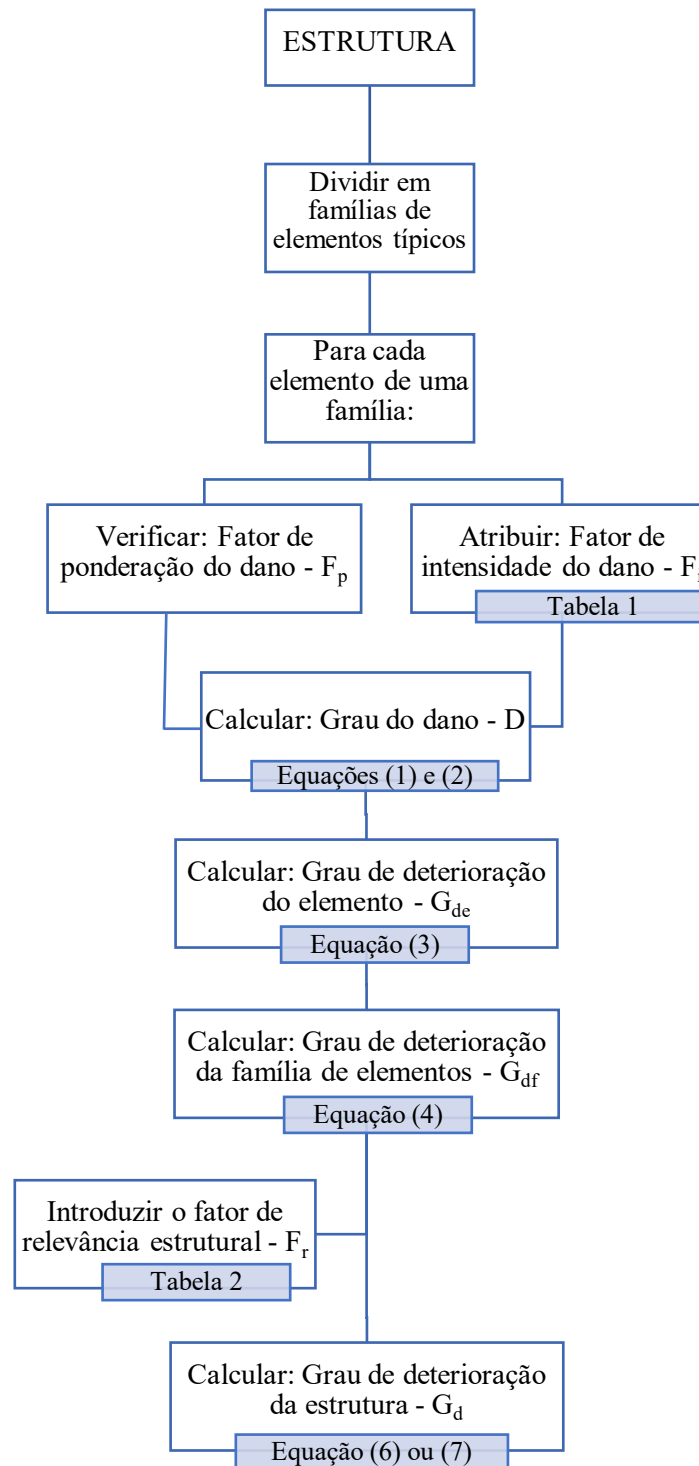 ESTRUTURA
Dividir em
famílias de
elementos típicos
Para cada
elemento de uma
família:
Verificar: Fator de
ponderação do dano - Fp
Atribuir: Fator de
intensidade do dano - F
Tabela 1
Calcular: Grau do dano - D
Equações (1) e (2)
Calcular: Grau de deterioração
do elemento - Gde
Equação (3)
Calcular: Grau de deterioração
da família de elementos - Gdf
Equação (4)
Introduzir o fator de
relevância estrutural - Fr
Tabela 2
Calcular: Grau de deterioração
da estrutura - Gd
Equação (6) ou (7)